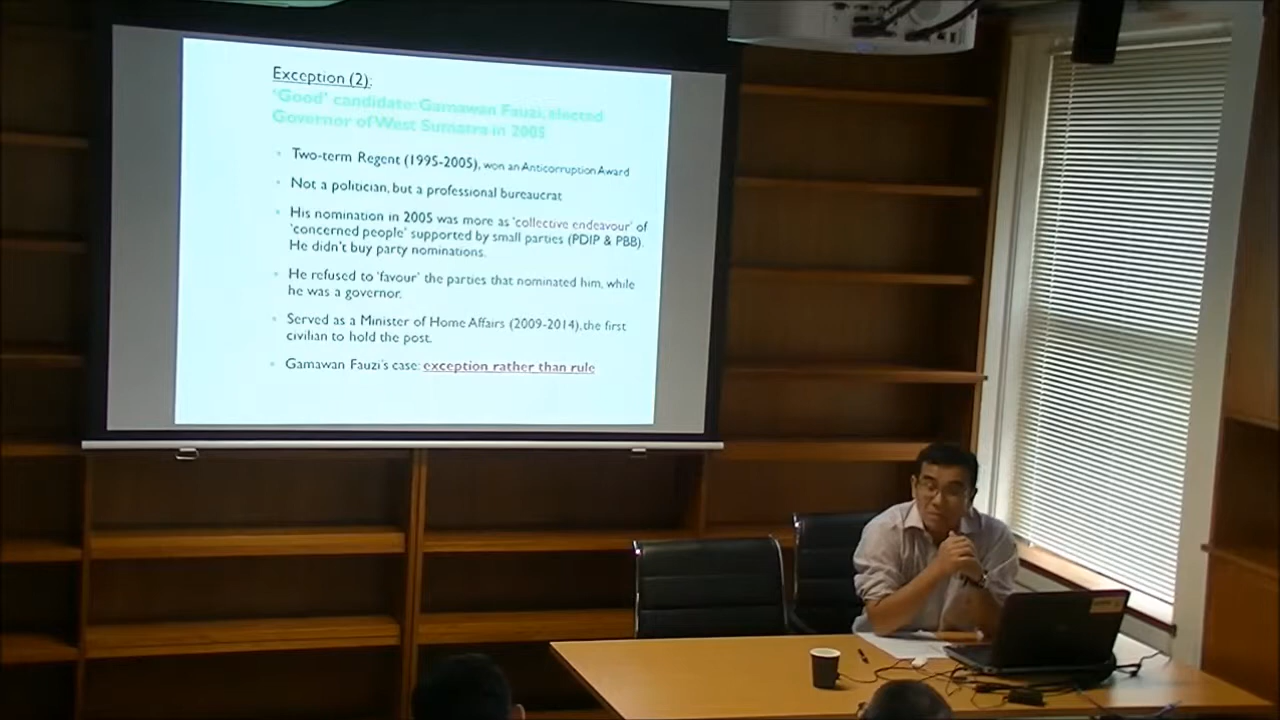 Exception (2):
'Good' candidate: Gamawan Fauzi, elected
Governor of West Sumatra in 2005
• Two-term Regent (1995-2005), won an Anticorruption Award
• Not a politician, but a professional bureaucrat
• His nomination in 2005 was more as 'collective endeavour' of
'concerned people' supported by small parties (PDIP & PBB).
He didn't buy party nominations.
• He refused to 'favour' the parties that nominated him, while
he was a governor.
• Served as a Minister of Home Affairs (2009-2014), the first
civilian to hold the post.
• Gamawan Fauzi's case: exception rather than rule